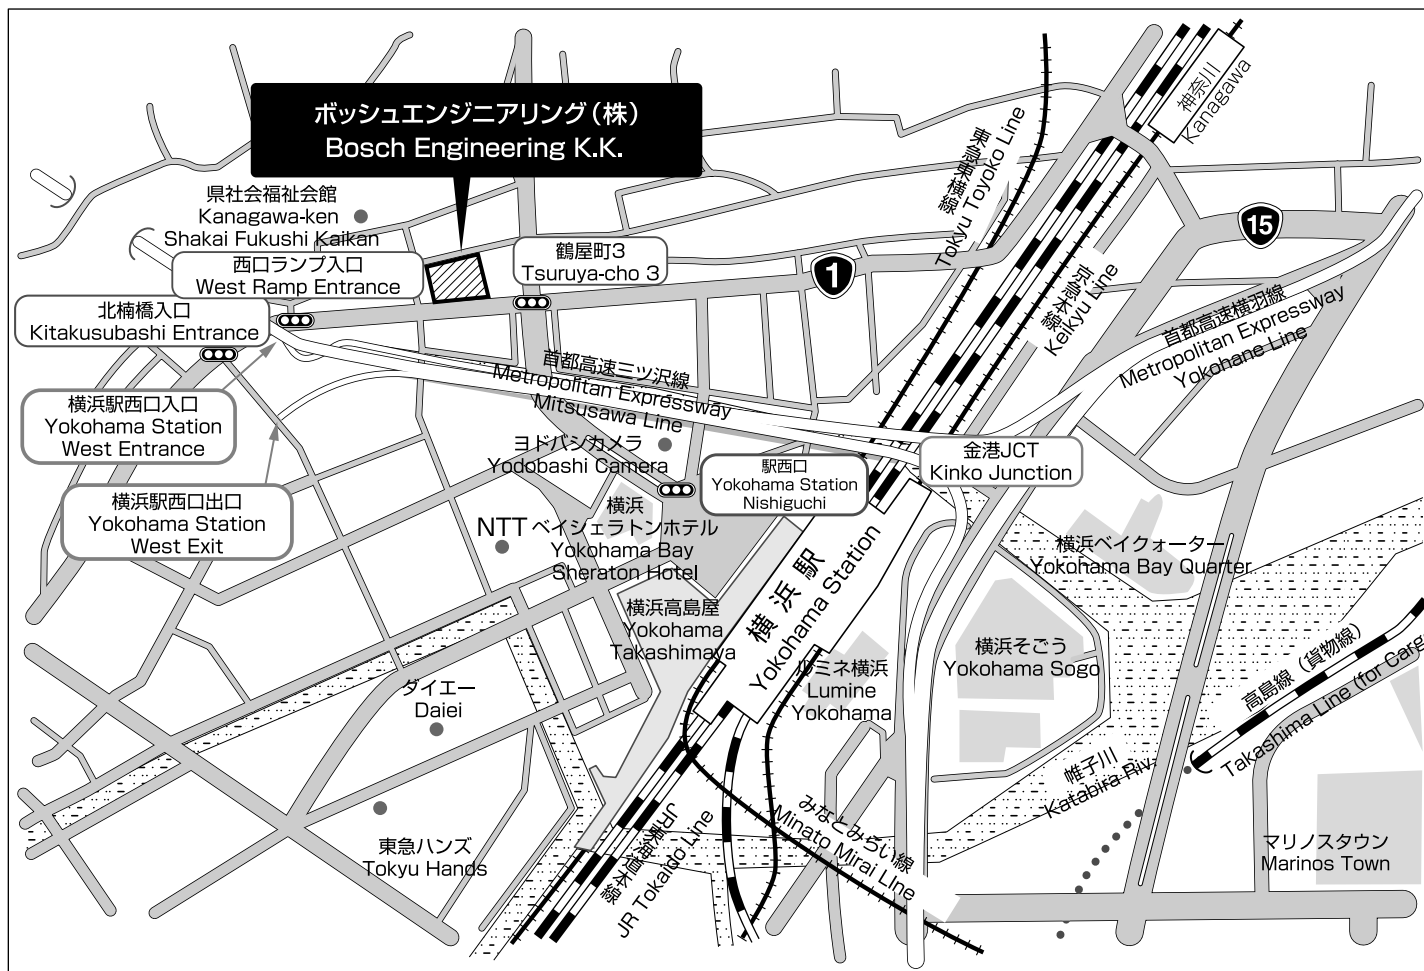 ボッシュエンジニアリング（株）
Bosch Engineering K.K.
神奈川
Kanagawa
東急東横線
Tokyu Toyoko Line
県社会福祉会館
Kanagawa-ken
Shakai Fukushi Kaikan
15
鶴屋町3
Tsuruya-cho 3
西口ランプ入口
West Ramp Entrance
1
京急本線
Keikyu Line
北楠橋入口
Kitakusubashi Entrance
首都高速横羽線
Metropolitan Expressway
Yokohane Line
首都高速三ツ沢線
Metropolitan Expressway
Mitsusawa Line
横浜駅西口入口
Yokohama Station
West Entrance
ヨドバシカメラ
Yodobashi Camera
駅西口
Yokohama Station
Nishiguchi
金港JCT
Kinko Junction
横浜駅西口出口
Yokohama Station
West Exit
NTT
横浜
ベイシェラトンホテル
Yokohama Bay
Sheraton Hotel
横浜駅
Yokohama Station
横浜ベイクォーター
Yokohama Bay Quarter
横浜高島屋
Yokohama
Takashimaya
ルミネ横浜
Lumine
Yokohama
横浜そごう
Yokohama Sogo
高島線（貨物線）
Takashima Line (for Carg
ダイエー
Daiei
帷子川
Katabira Riv.
東急ハンズ
Tokyu Hands
JR東海道本線
JR Tokaido Line
みなとみらい線
Minato Mirai Line
マリノスタウン
Marinos Town